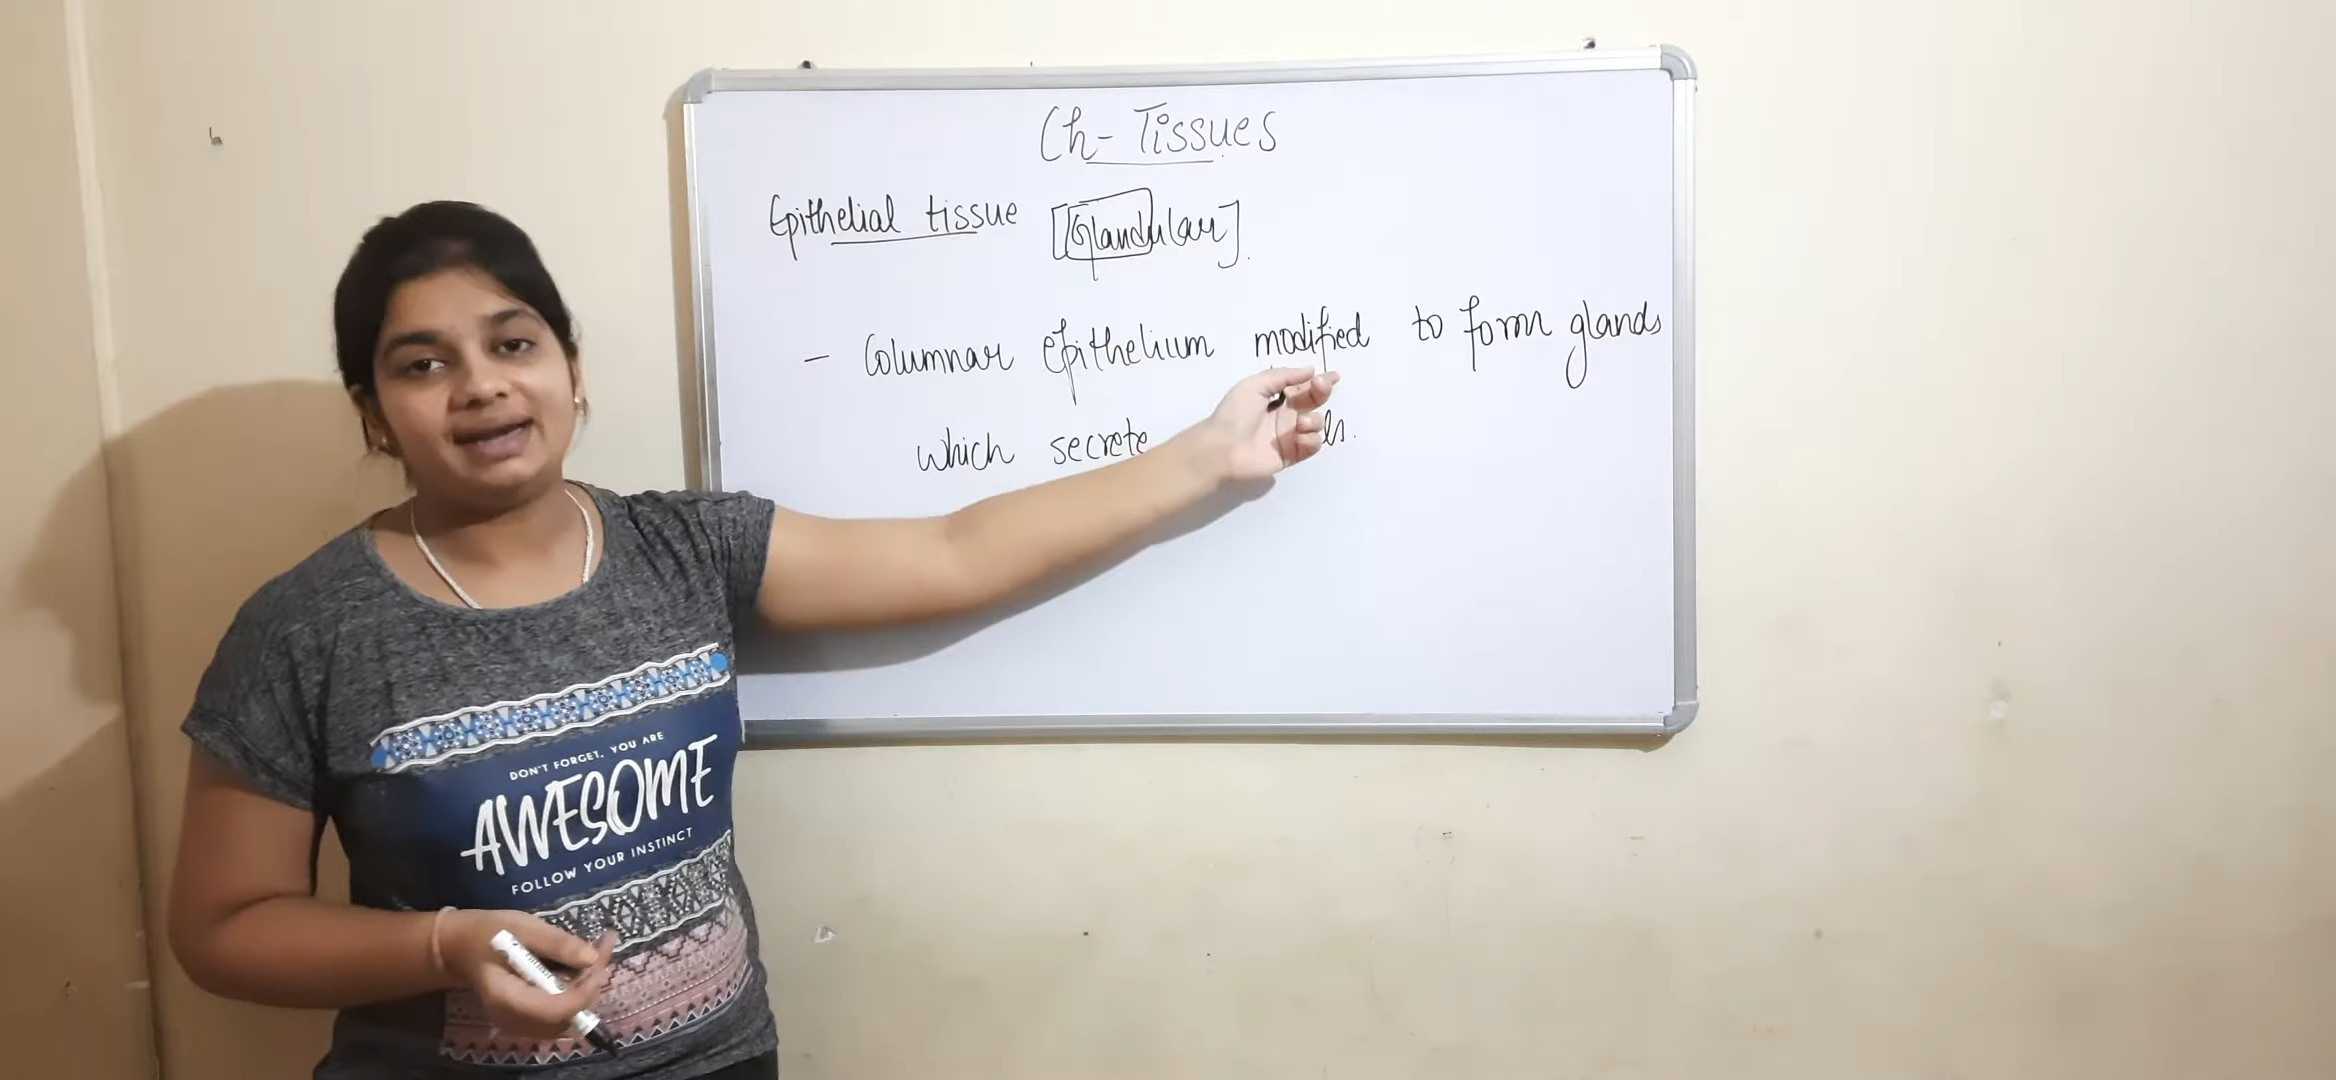 Ch- Tissues
Epithelial tissue [Glandular].
- Columnar epithelium modified to form glands
which secrete
DON'T FORGET, YOU ARE
AWESOME
FOLLOW YOUR INSTINCT